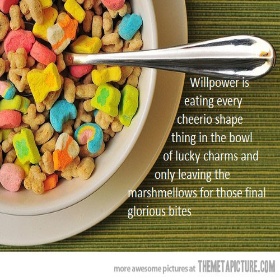 Willpower is
eating every
cheerio shape
thing in the bowl
of lucky charms and
only leaving the
marshmellows for those final
glorious bites
more awesome pictures at THEMETAPICTURE.COM